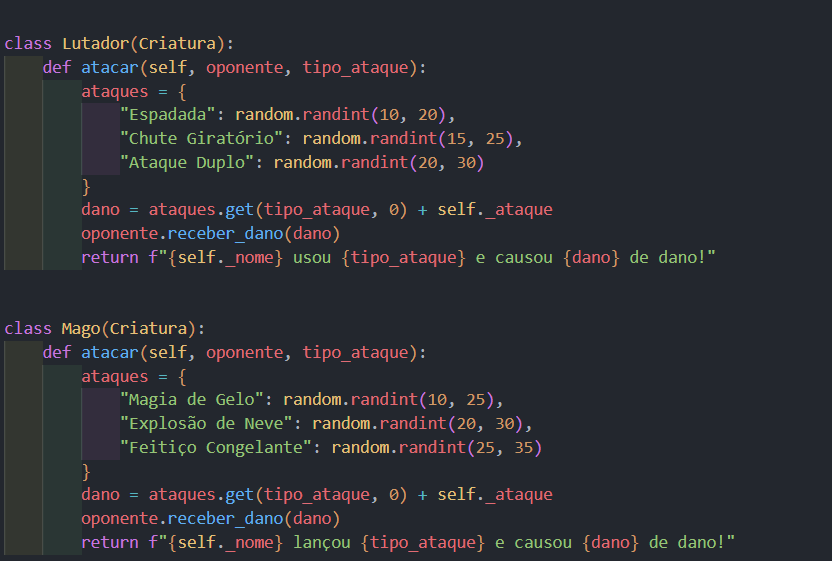 class Lutador(Criatura):
    def atacar(self, oponente, tipo_ataque):
        ataques = {
            "Espadada": random.randint(10, 20),
            "Chute Giratório": random.randint(15, 25),
            "Ataque Duplo": random.randint(20, 30)
        }
        dano = ataques.get(tipo_ataque, 0) + self._ataque
        oponente.receber_dano(dano)
        return f"{self._nome} usou {tipo_ataque} e causou {dano} de dano!"
class Mago(Criatura):
    def atacar(self, oponente, tipo_ataque):
        ataques = {
            "Magia de Gelo": random.randint(10, 25),
            "Explosão de Neve": random.randint(20, 30),
            "Feitiço Congelante": random.randint(25, 35)
        }
        dano = ataques.get(tipo_ataque, 0) + self._ataque
        oponente.receber_dano(dano)
        return f"{self._nome} lançou {tipo_ataque} e causou {dano} de dano!"